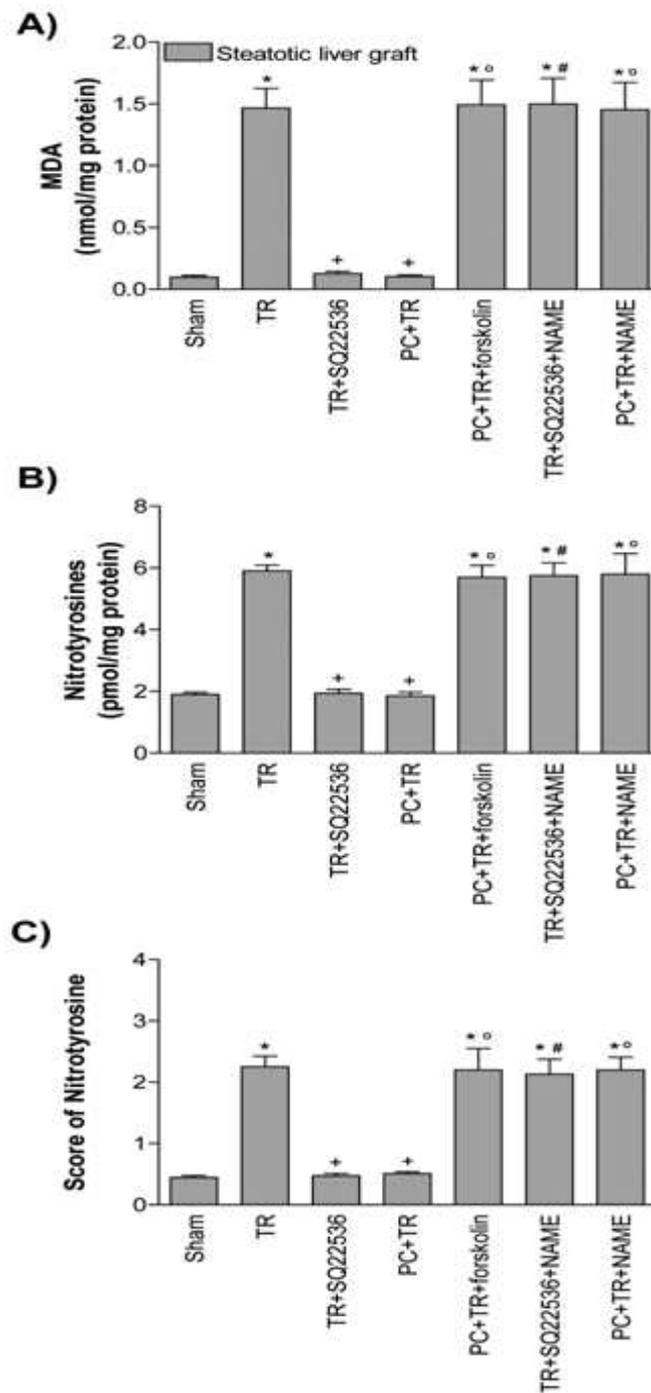 A)
Steatotic liver graft
MDA
(nmol/mg protein)
2.0
1.5
1.0
0.5
0.0
*
+
+
* °
* #
* °
Sham
TR
TR+SQ22536
PC+TR
PC+TR+forskolin
TR+SQ22536+NAME
PC+TR+NAME
B)
Nitrotyrosines
(pmol/mg protein)
8
6
4
2
0
*
+
+
* °
* #
* °
Sham
TR
TR+SQ22536
PC+TR
PC+TR+forskolin
TR+SQ22536+NAME
PC+TR+NAME
C)
Score of Nitrotyrosine
4
3
2
1
0
*
+
+
* °
* #
* °
Sham
TR
TR+SQ22536
PC+TR
PC+TR+forskolin
TR+SQ22536+NAME
PC+TR+NAME